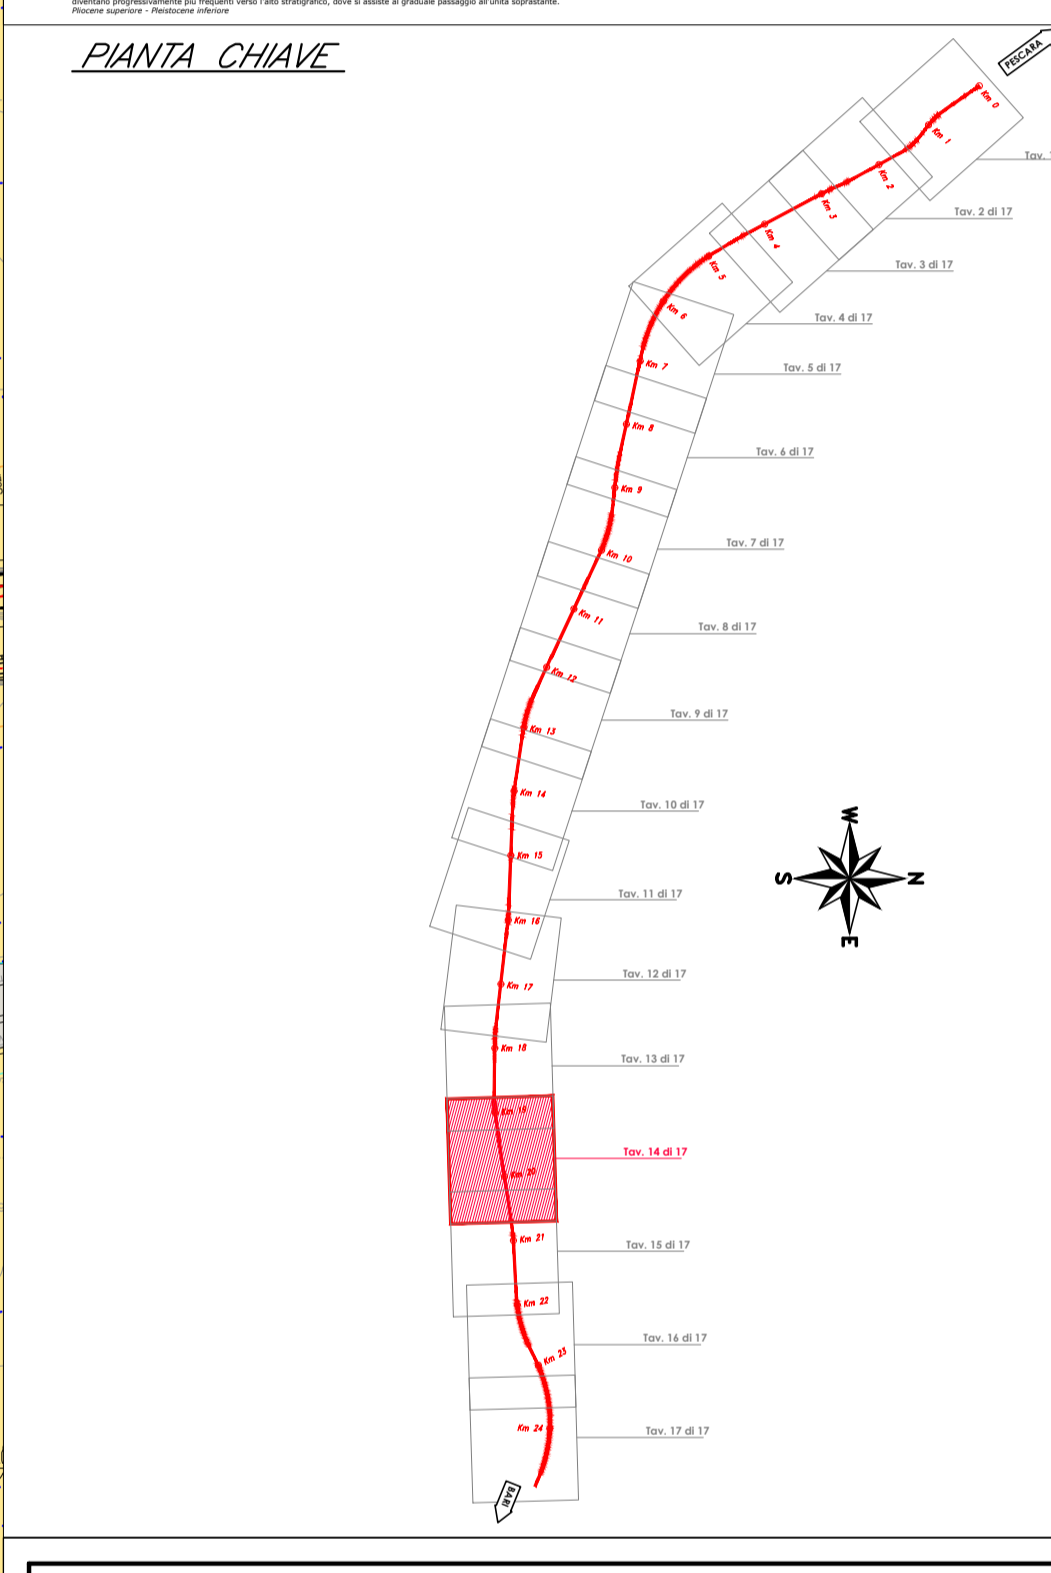 diventano progressivamente più frequenti verso l'alto stratigrafico, dove si assiste al graduale passaggio all'unità soprastante.
Pliocene superiore - Pleistocene inferiore
PIANTA CHIAVE
PESCARA
Km 0
Km 1
Tav.
Km 2
Km 3
Tav. 2 di 17
Km 4
Tav. 3 di 17
Km 5
Km 6
Tav. 4 di 17
Km 7
Tav. 5 di 17
Km 8
Tav. 6 di 17
Km 9
Tav. 7 di 17
Km 10
Km 11
Tav. 8 di 17
Km 12
Tav. 9 di 17
Km 13
Km 14
Tav. 10 di 17
W
Km 15
S
N
Tav. 11 di 17
Km 16
E
Tav. 12 di 17
Km 17
Km 18
Tav. 13 di 17
Km 19
Tav. 14 di 17
Km 20
Km 21
Tav. 15 di 17
Km 22
Tav. 16 di 17
Km 23
Km 24
Tav. 17 di 17
BARI